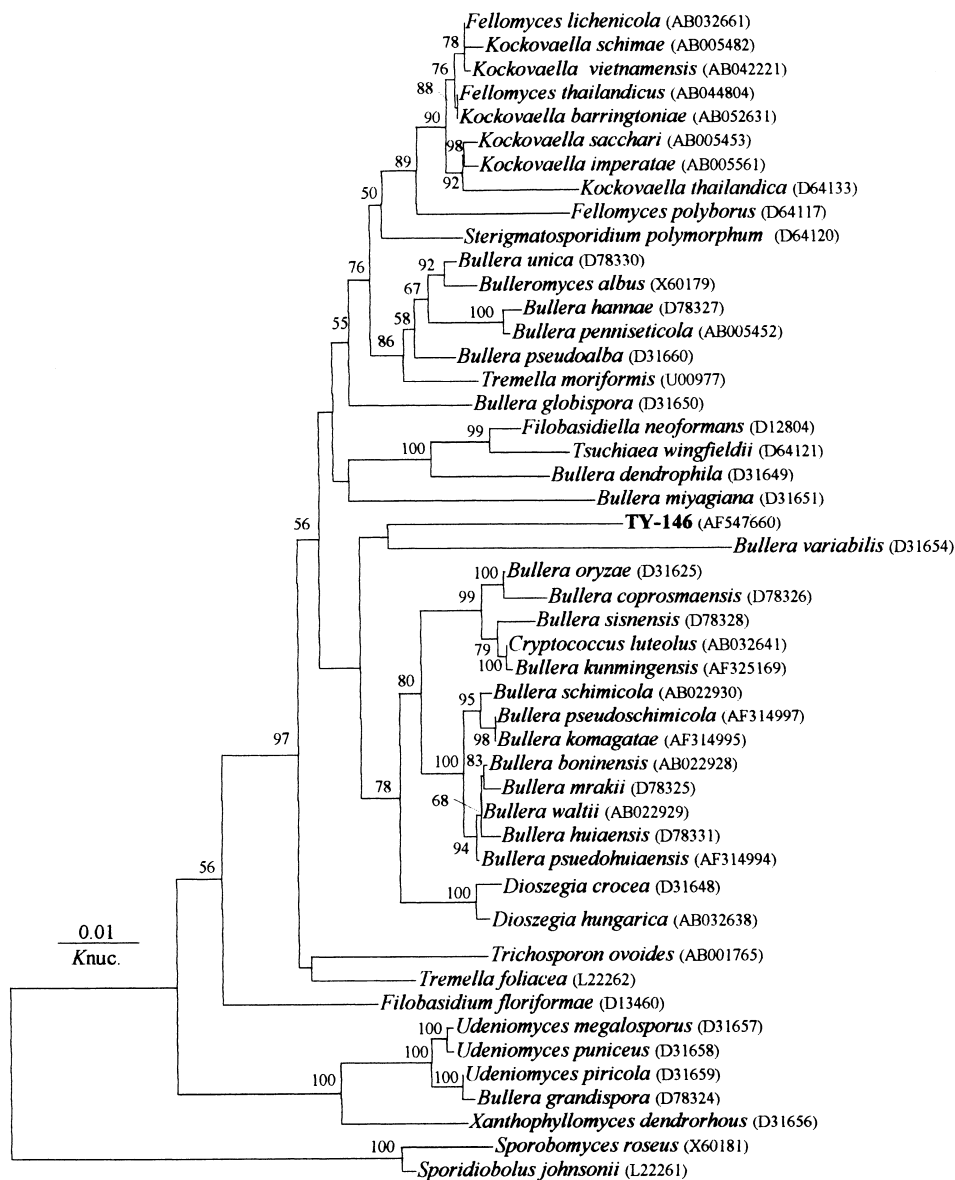 Fellomyces lichenicola (AB032661)
78
Kockovaella schimae (AB005482)
76
Kockovaella vietnamensis (AB042221)
88
Fellomyces thailandicus (AB044804)
Kockovaella barringtoniae (AB052631)
90
Kockovaella sacchari (AB005453)
98
Kockovaella imperatae (AB005561)
89
92
Kockovaella thailandica (D64133)
50
Fellomyces polyborus (D64117)
Sterigmatosporidium polymorphum (D64120)
Bullera unica (D78330)
92
76
Bulleromyces albus (X60179)
67
Bullera hannae (D78327)
100
55
58
Bullera penniseticola (AB005452)
86
Bullera pseudoalba (D31660)
Tremella moriformis (U00977)
Bullera globispora (D31650)
Filobasidiella neoformans (D12804)
99
100
Tsuchiaea wingfieldii (D64121)
Bullera dendrophila (D31649)
Bullera miyagiana (D31651)
56
TY-146 (AF547660)
Bullera variabilis (D31654)
100
Bullera oryzae (D31625)
99
Bullera coprosmaensis (D78326)
Bullera sisnensis (D78328)
79
Cryptococcus luteolus (AB032641)
100
Bullera kunmingensis (AF325169)
80
95
Bullera schimicola (AB022930)
Bullera pseudoschimicola (AF314997)
97
98
Bullera komagatae (AF314995)
100
83
Bullera boninensis (AB022928)
78
Bullera mrakii (D78325)
68
Bullera waltii (AB022929)
Bullera huiaensis (D78331)
94
Bullera psuedohuiaensis (AF314994)
56
100
Dioszegia crocea (D31648)
Dioszegia hungarica (AB032638)
0.01
Knuc.
Trichosporon ovoides (AB001765)
Tremella foliacea (L22262)
Filobasidium floriformae (D13460)
100
Udeniomyces megalosporus (D31657)
100
Udeniomyces puniceus (D31658)
100
100
Udeniomyces piricola (D31659)
Bullera grandispora (D78324)
Xanthophyllomyces dendrorhous (D31656)
100
Sporobomyces roseus (X60181)
Sporidiobolus johnsonii (L22261)